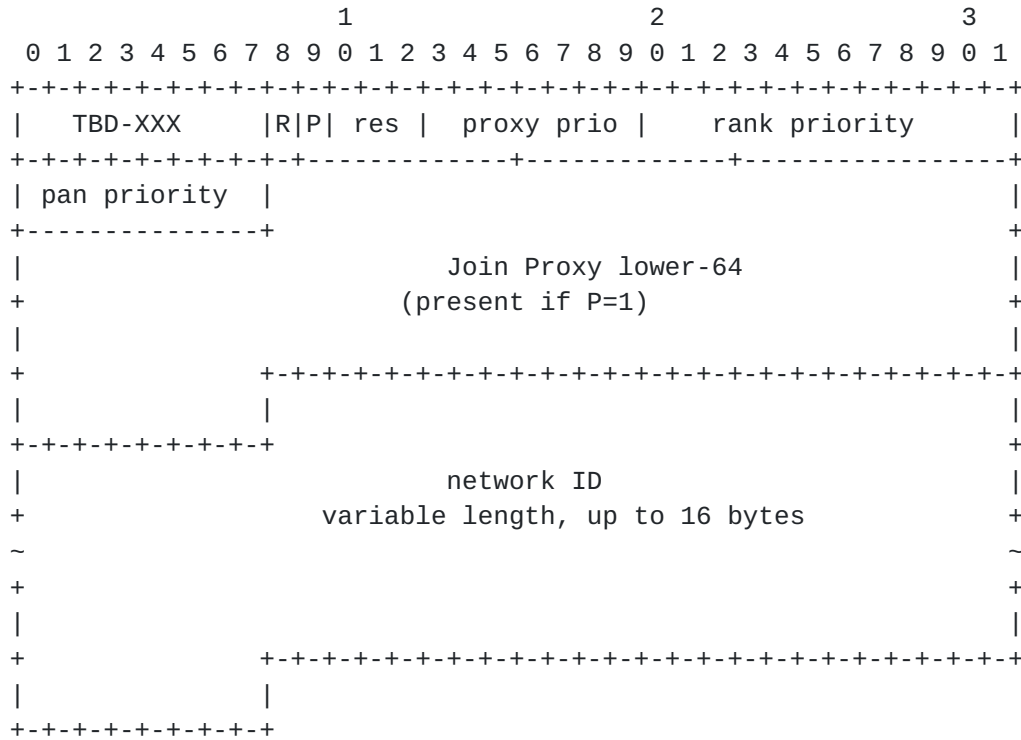 1                   2                   3
 0 1 2 3 4 5 6 7 8 9 0 1 2 3 4 5 6 7 8 9 0 1 2 3 4 5 6 7 8 9 0 1
+-+-+-+-+-+-+-+-+-+-+-+-+-+-+-+-+-+-+-+-+-+-+-+-+-+-+-+-+-+-+-+-+
|   TBD-XXX     |R|P| res |  proxy prio |    rank priority      |
+-+-+-+-+-+-+-+-+-+-------------+-------------+-----------------+
| pan priority  |                                               |
+---------------+                                               +
|                           Join Proxy lower-64                 |
+                        (present if P=1)                       +
|                                                               |
+               +-+-+-+-+-+-+-+-+-+-+-+-+-+-+-+-+-+-+-+-+-+-+-+-+
|               |                                               |
+-+-+-+-+-+-+-+-+                                               +
|                           network ID                          |
+                   variable length, up to 16 bytes             +
~                                                               ~
+                                                               +
|                                                               |
+               +-+-+-+-+-+-+-+-+-+-+-+-+-+-+-+-+-+-+-+-+-+-+-+-+
|               |
+-+-+-+-+-+-+-+-+